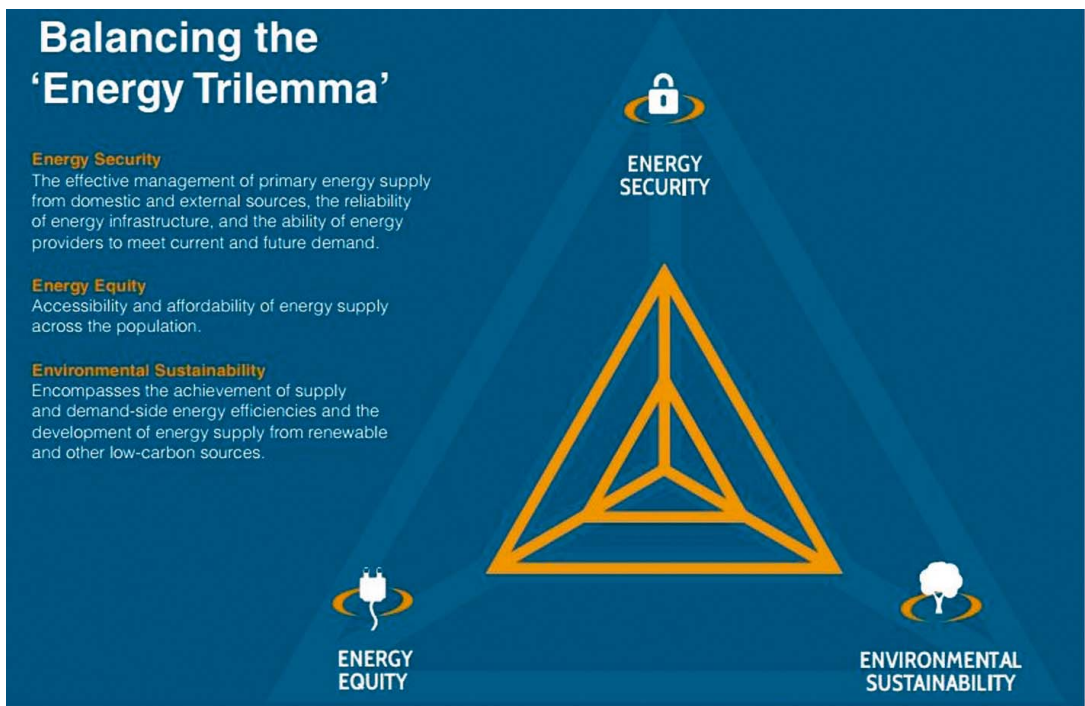 Balancing the
‘Energy Trilemma’
Energy Security
The effective management of primary energy supply
from domestic and external sources, the reliability
of energy infrastructure, and the ability of energy
providers to meet current and future demand.
Energy Equity
Accessibility and affordability of energy supply
across the population.
Environmental Sustainability
Encompasses the achievement of supply
and demand-side energy efficiencies and the
development of energy supply from renewable
and other low-carbon sources.
ENERGY
SECURITY
ENERGY
EQUITY
ENVIRONMENTAL
SUSTAINABILITY